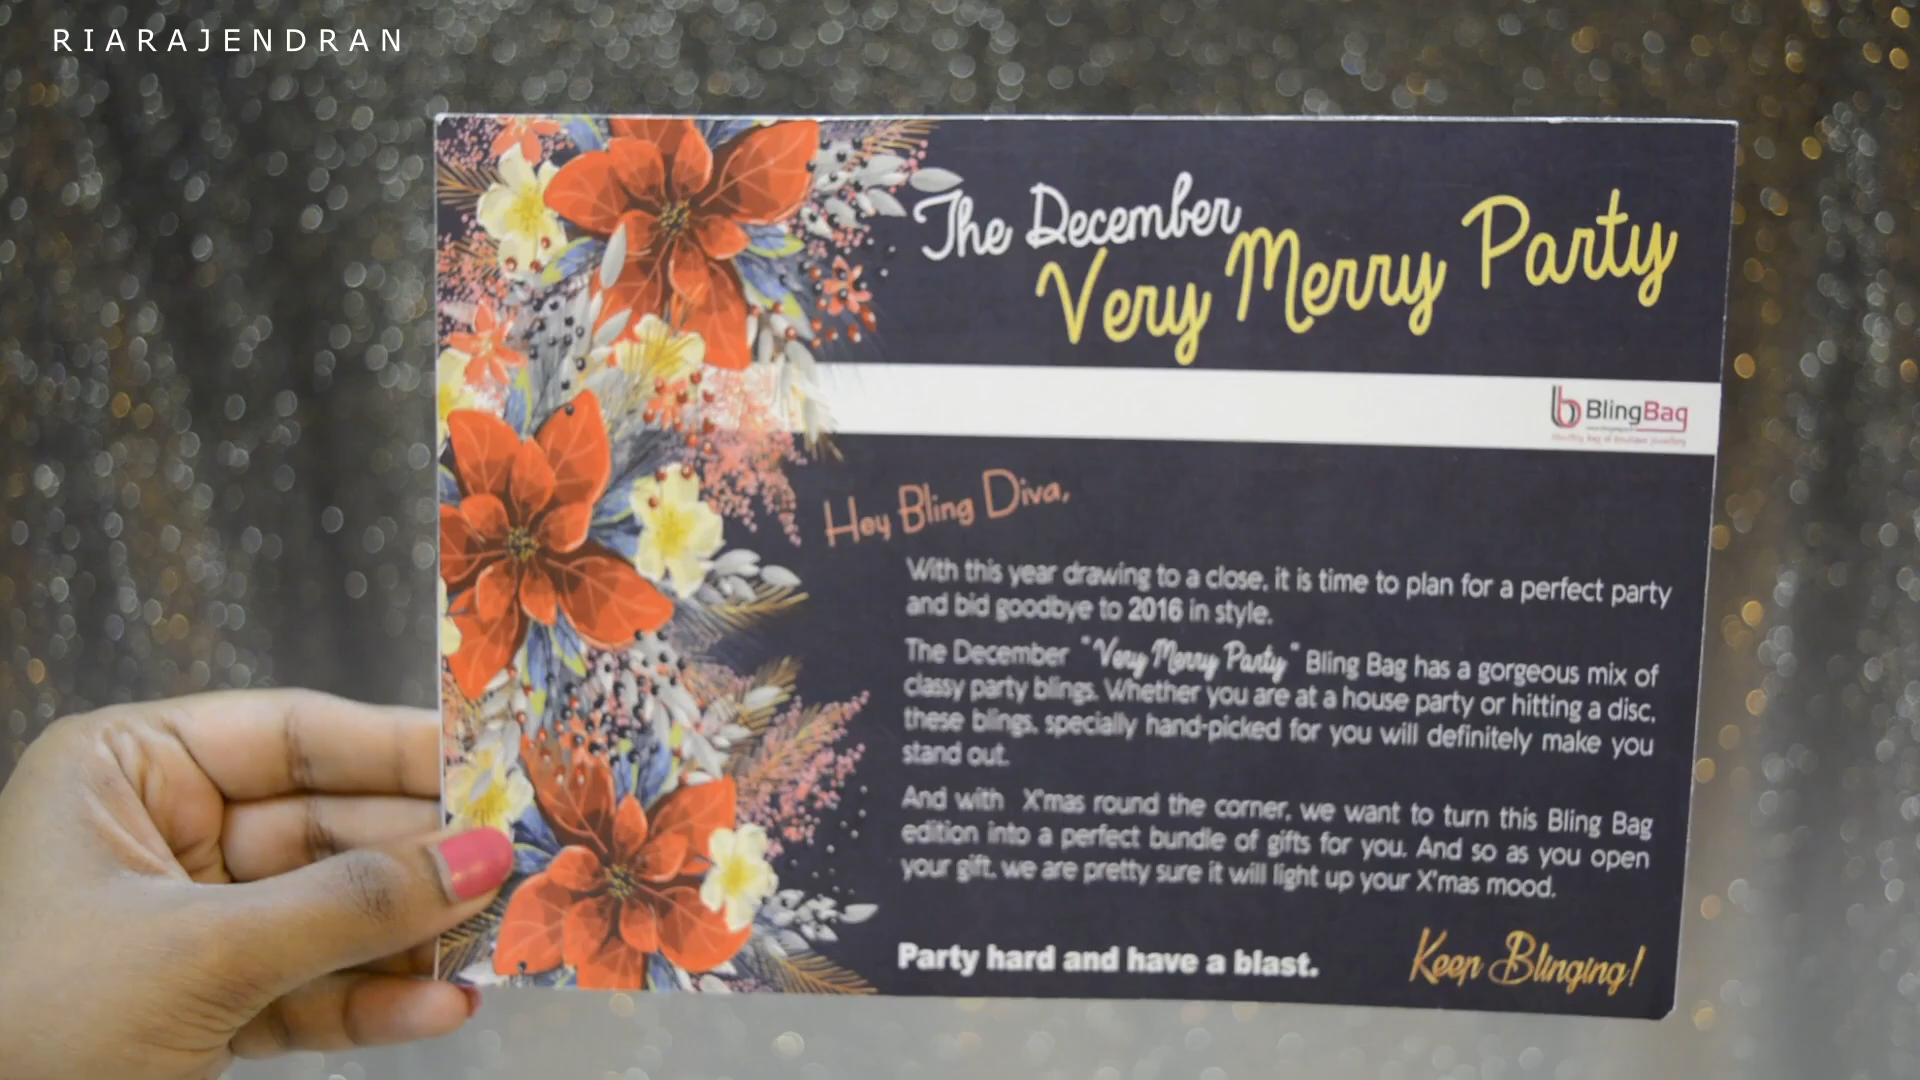 RIARAJENDRAN
The December
Very Merry Party
BlingBag
Monthly bag of boutique jewellery
Hey Bling Diva,
With this year drawing to a close, it is time to plan for a perfect party
and bid goodbye to 2016 in style.
The December "Very Merry Party" Bling Bag has a gorgeous mix of
classy party blings. Whether you are at a house party or hitting a disc,
these blings, specially hand-picked for you will definitely make you
stand out.
And with X'mas round the corner, we want to turn this Bling Bag
edition into a perfect bundle of gifts for you. And so as you open
your gift, we are pretty sure it will light up your X'mas mood.
Party hard and have a blast.
Keep Blinging!